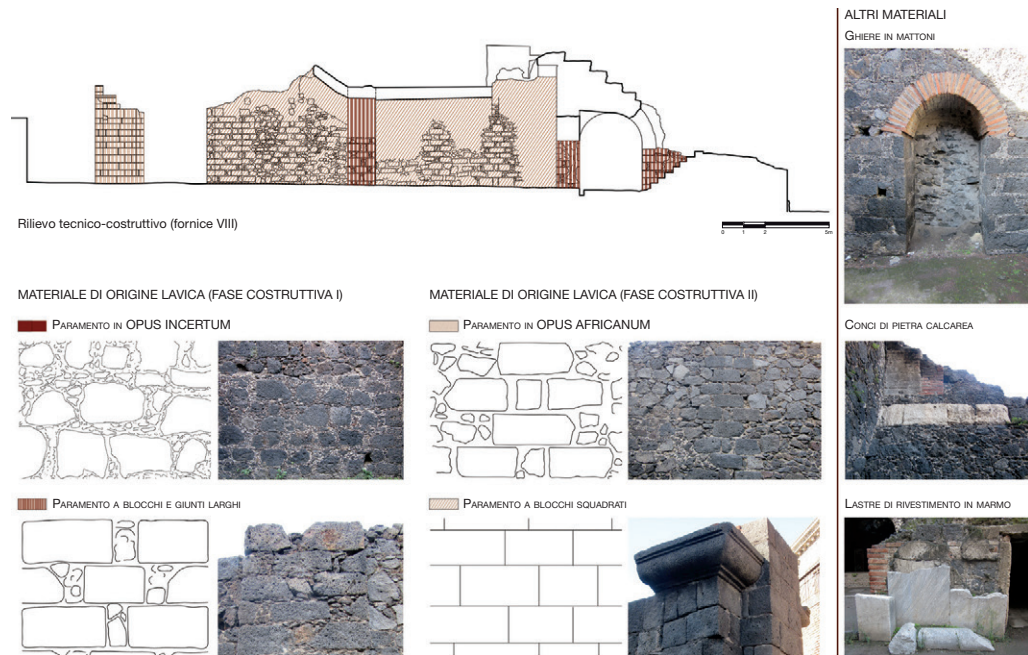 Rilievo tecnico-costruttivo (fornice VIII)
0 1 2 5m
MATERIALE DI ORIGINE LAVICA (FASE COSTRUTTIVA I)
PARAMENTO IN OPUS INCERTUM
PARAMENTO A BLOCCHI E GIUNTI LARGHI
MATERIALE DI ORIGINE LAVICA (FASE COSTRUTTIVA II)
PARAMENTO IN OPUS AFRICANUM
PARAMENTO A BLOCCHI SQUADRATI
ALTRI MATERIALI
GHIERE IN MATTONI
CONCI DI PIETRA CALCAREA
LASTRE DI RIVESTIMENTO IN MARMO